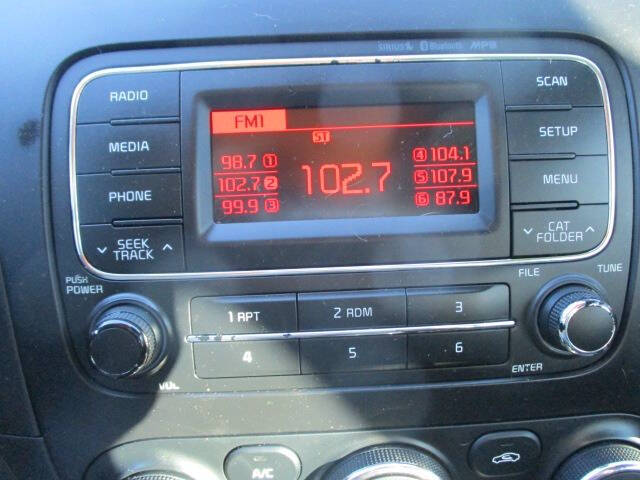 SIRIUS Bluetooth MP3
RADIO
MEDIA
PHONE
SEEK
TRACK
FM1
ST
98.7 1
102.7 2
99.9 3
102.7
4 104.1
5 107.9
6 87.9
SCAN
SETUP
MENU
CAT
FOLDER
PUSH
POWER
VOL
1 RPT
2 RDM
3
4
5
6
FILE
TUNE
ENTER
A/C